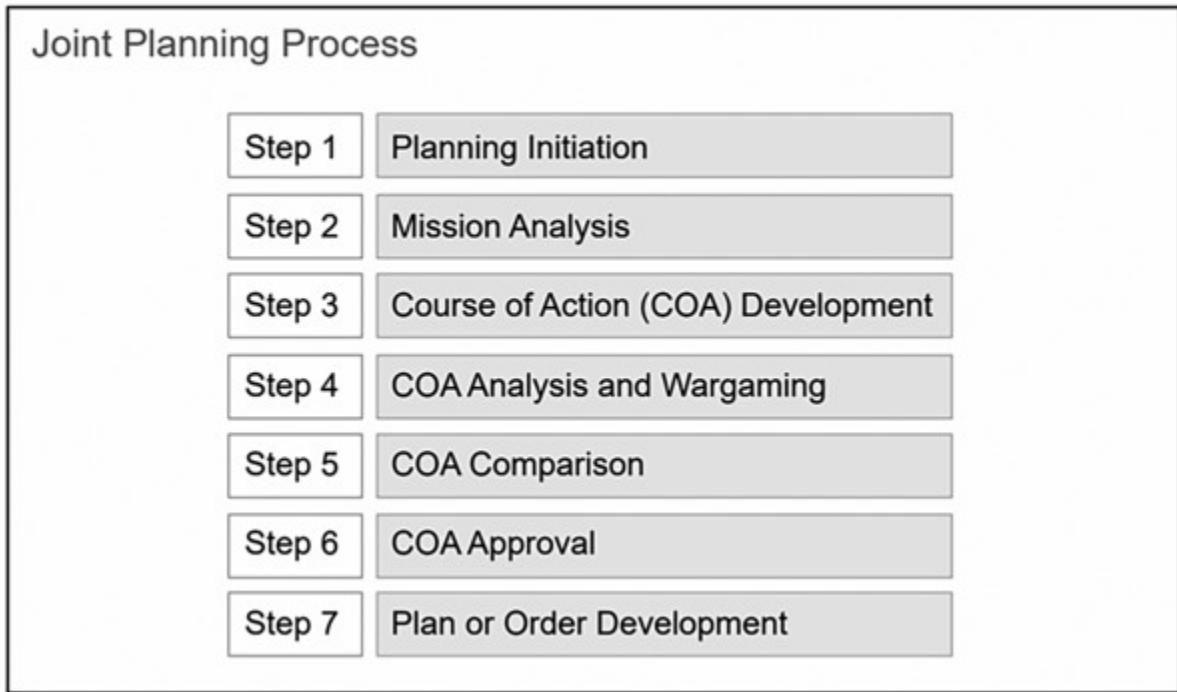 Joint Planning Process
Step 1 Planning Initiation
Step 2 Mission Analysis
Step 3 Course of Action (COA) Development
Step 4 COA Analysis and Wargaming
Step 5 COA Comparison
Step 6 COA Approval
Step 7 Plan or Order Development